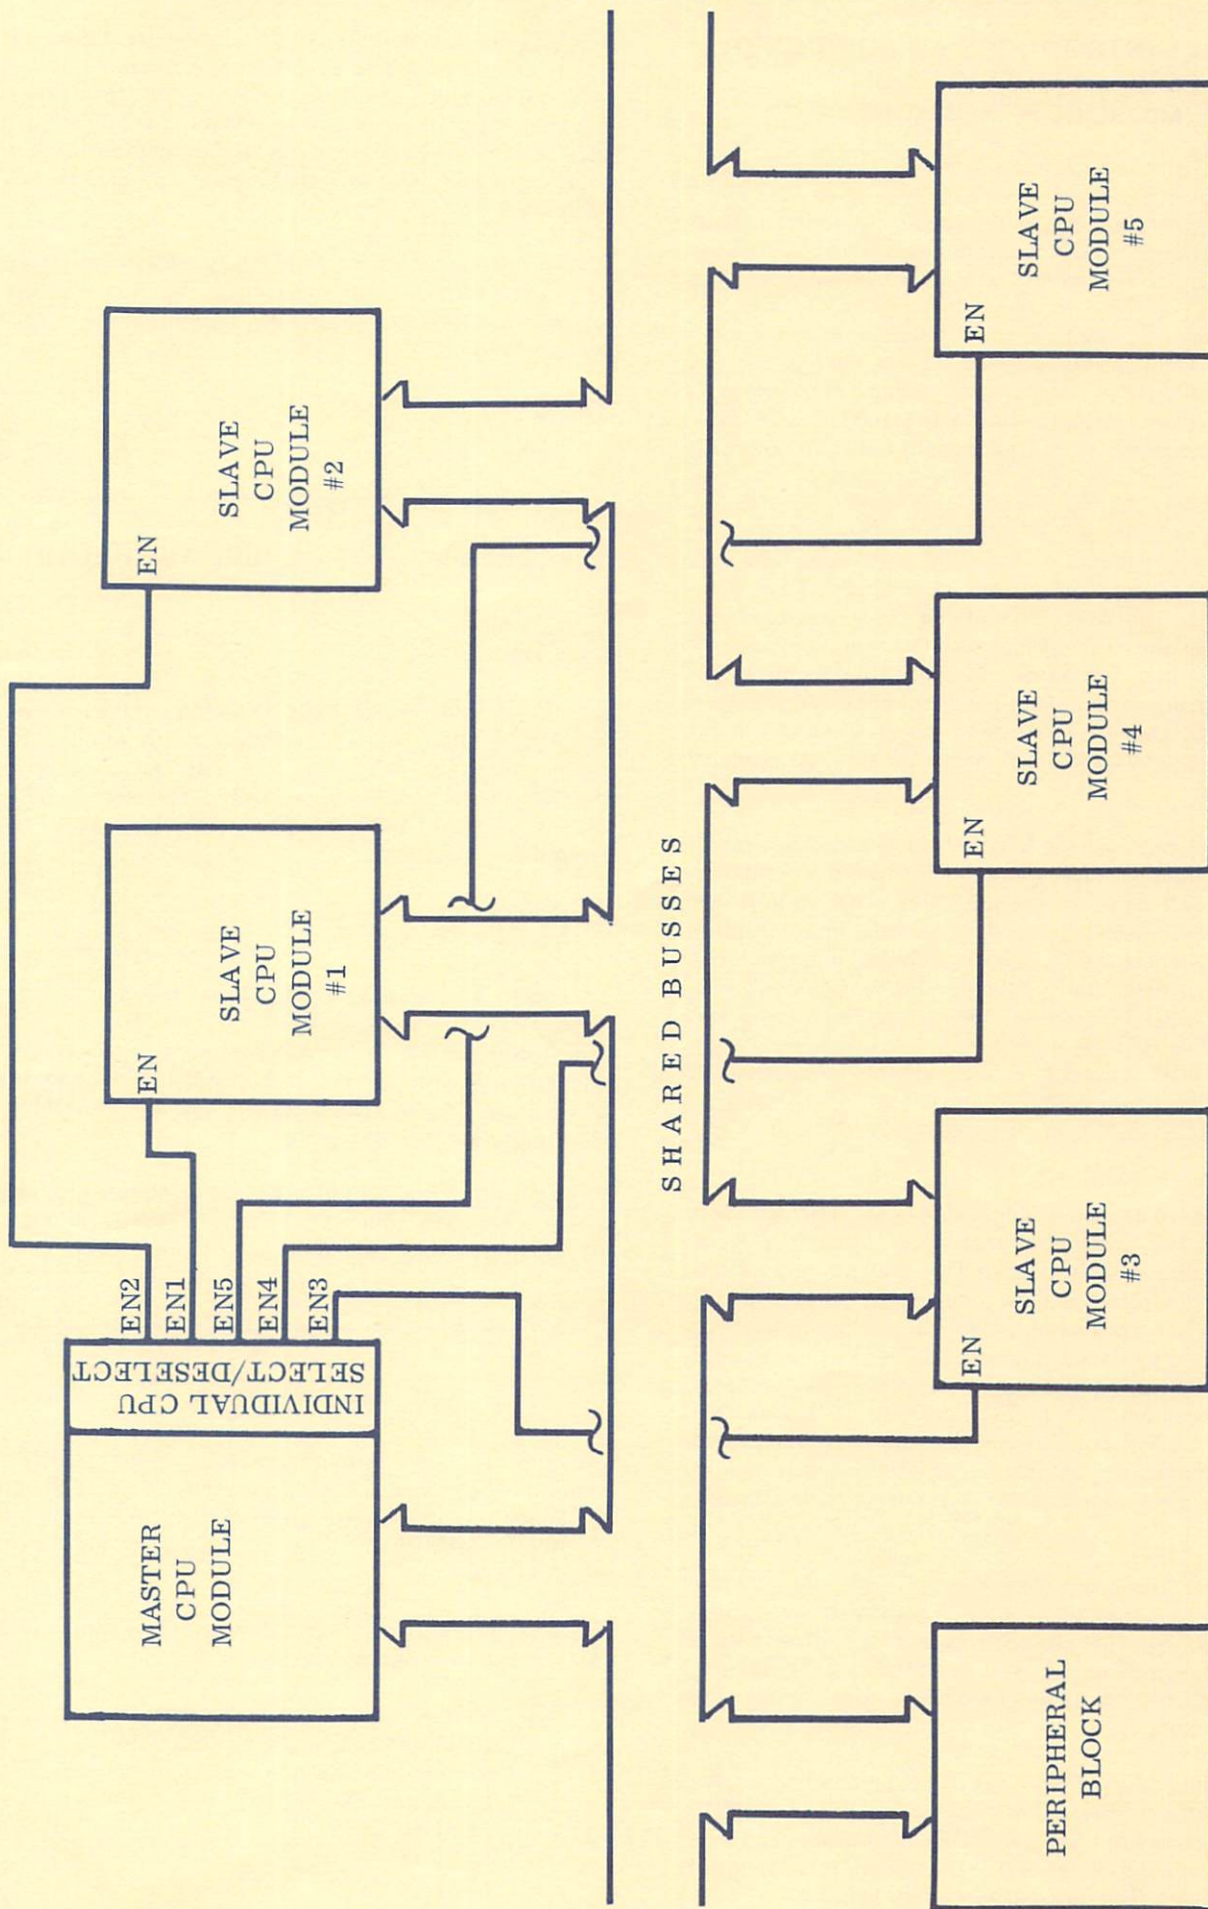 MASTER
CPU
MODULE
INDIVIDUAL CPU
SELECT/DESELECT
EN2
EN1
EN5
EN4
EN3
EN
SLAVE
CPU
MODULE
#1
EN
SLAVE
CPU
MODULE
#2
SHARED BUSSES
PERIPHERAL
BLOCK
EN
SLAVE
CPU
MODULE
#3
EN
SLAVE
CPU
MODULE
#4
EN
SLAVE
CPU
MODULE
#5